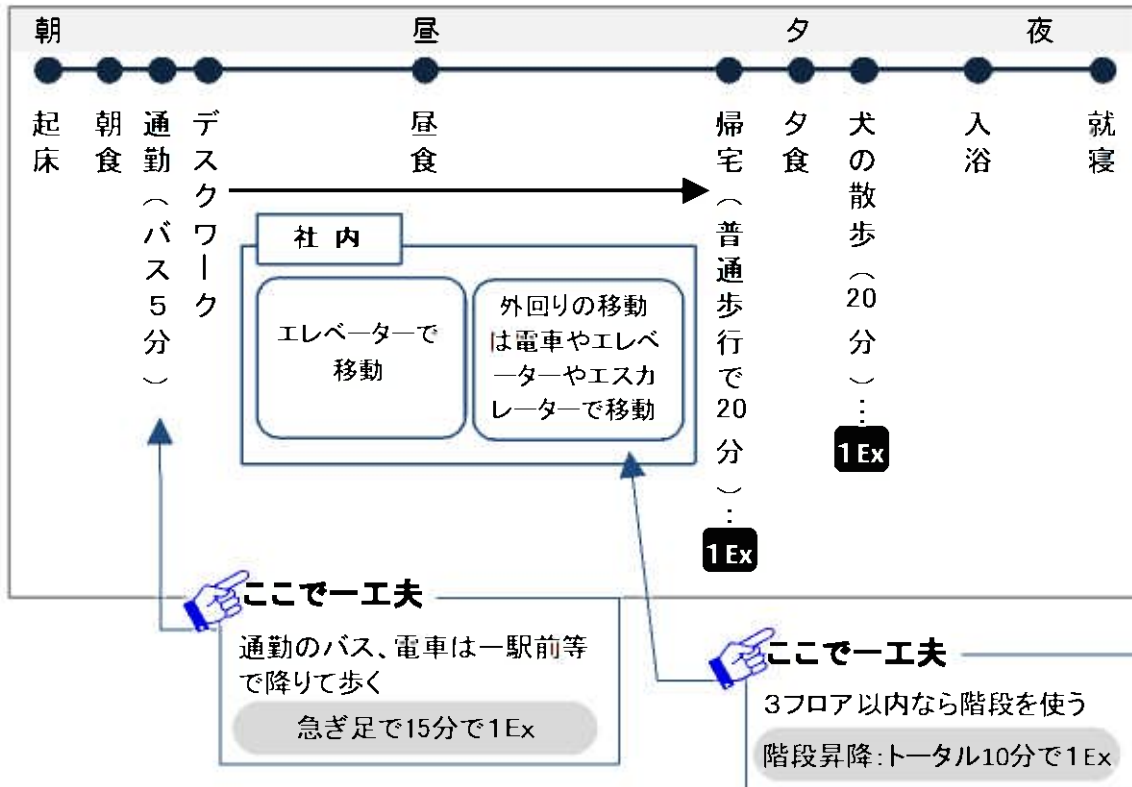 朝 昼 夕 夜
起床
朝食
通勤（バス５分）
デスクワーク
昼食
帰宅（普通歩行で20分）…
1 Ex
夕食
犬の散歩（20分）…
1 Ex
入浴
就寝
社内
エレベーターで
移動
外回りの移動
は電車やエレベ
ーターやエスカ
レーターで移動
ここで一工夫
通勤のバス、電車は一駅前等
で降りて歩く
急ぎ足で15分で1Ex
ここで一工夫
3フロア以内なら階段を使う
階段昇降：トータル10分で1Ex